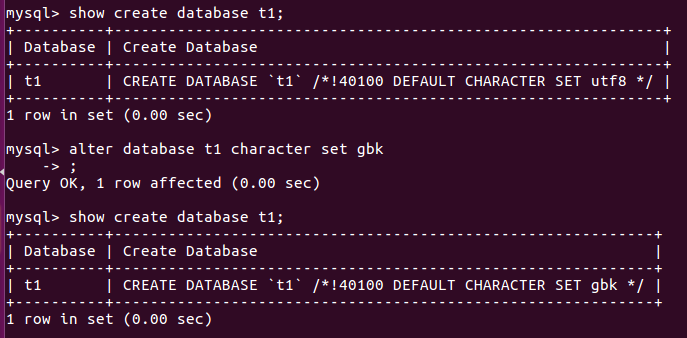 mysql> show create database t1;
+----------+-------------------------------------------------------------+
| Database | Create Database                                             |
+----------+-------------------------------------------------------------+
| t1       | CREATE DATABASE `t1` /*!40100 DEFAULT CHARACTER SET utf8 */ |
+----------+-------------------------------------------------------------+
1 row in set (0.00 sec)
mysql> alter database t1 character set gbk
    -> ;
Query OK, 1 row affected (0.00 sec)
mysql> show create database t1;
+----------+------------------------------------------------------------+
| Database | Create Database                                            |
+----------+------------------------------------------------------------+
| t1       | CREATE DATABASE `t1` /*!40100 DEFAULT CHARACTER SET gbk */ |
+----------+------------------------------------------------------------+
1 row in set (0.00 sec)